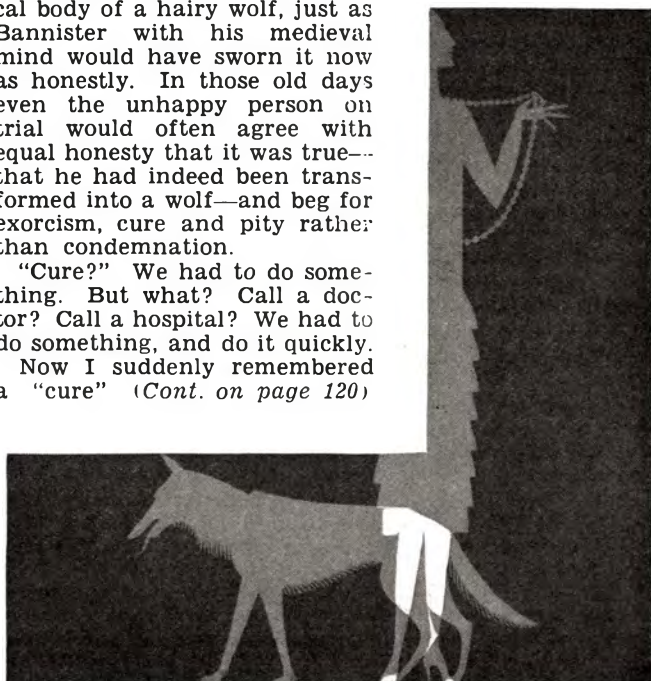 cal body of a hairy wolf, just as
Bannister with his medieval
mind would have sworn it now
as honestly. In those old days
even the unhappy person on
trial would often agree with
equal honesty that it was true—
that he had indeed been trans-
formed into a wolf—and beg for
exorcism, cure and pity rather
than condemnation.
"Cure?" We had to do some-
thing. But what? Call a doc-
tor? Call a hospital? We had to
do something, and do it quickly.
Now I suddenly remembered
a "cure" (Cont. on page 120)